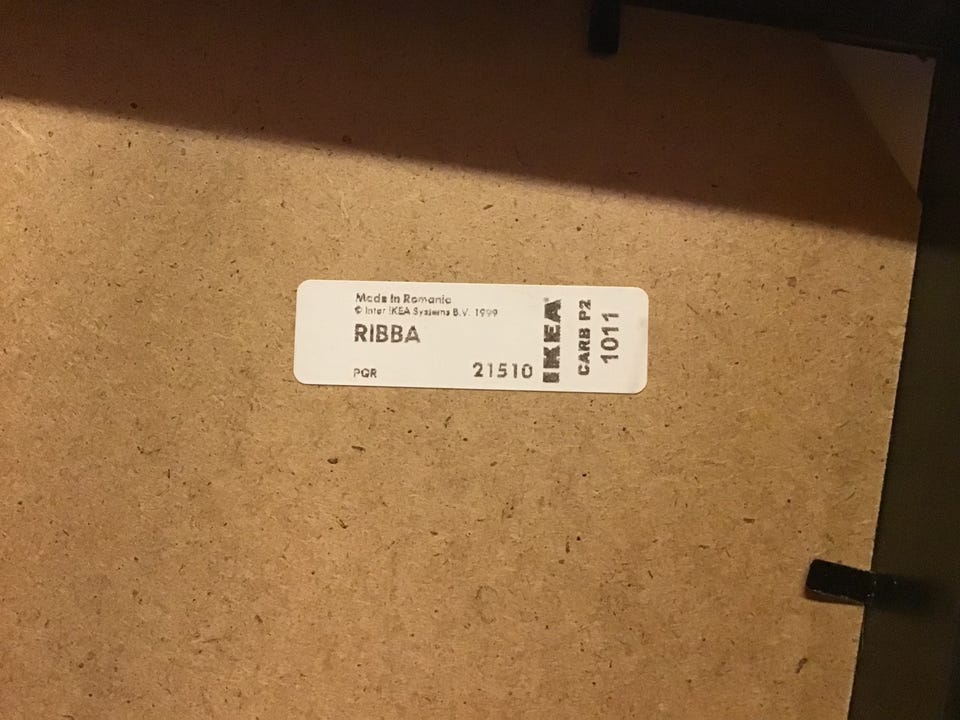 Made in Romania
© Inter IKEA Systems B.V. 1999
RIBBA
PGR
21510
IKEA®
CARB P2
1011